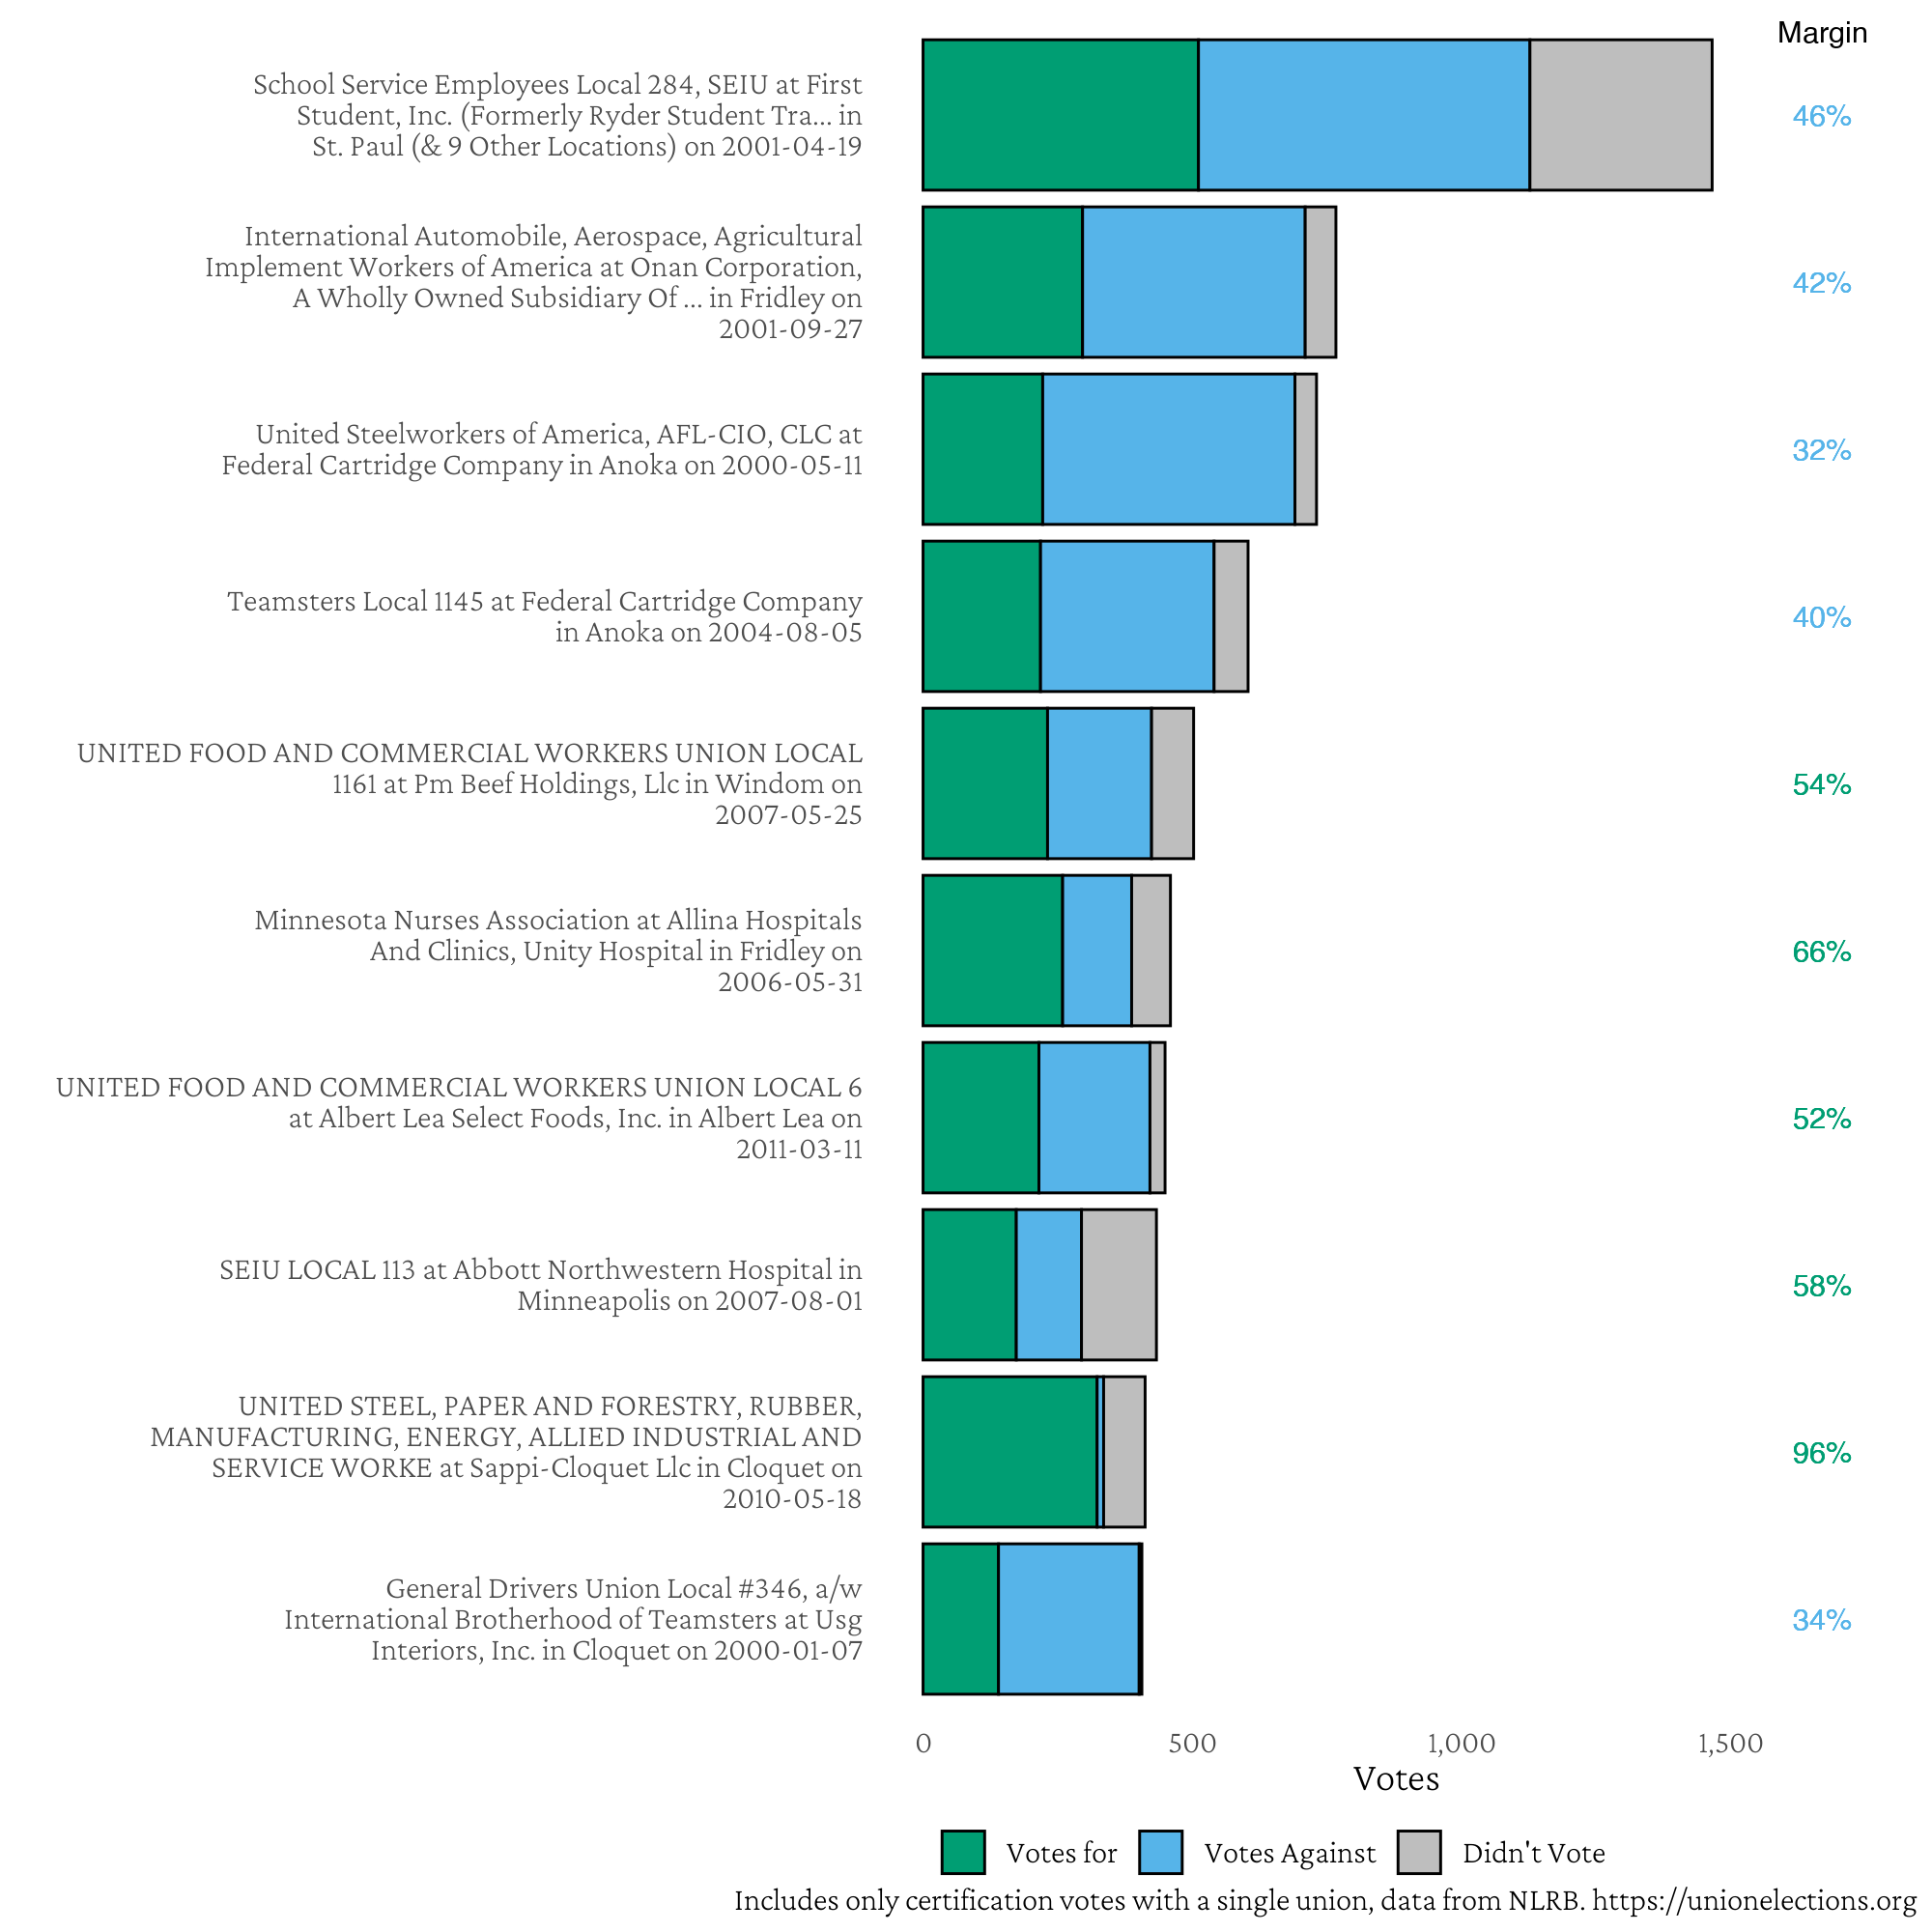 Margin
School Service Employees Local 284, SEIU at First
Student, Inc. (Formerly Ryder Student Tra... in
St. Paul (& 9 Other Locations) on 2001-04-19
46%
International Automobile, Aerospace, Agricultural
Implement Workers of America at Onan Corporation,
A Wholly Owned Subsidiary Of ... in Fridley on
2001-09-27
42%
United Steelworkers of America, AFL-CIO, CLC at
Federal Cartridge Company in Anoka on 2000-05-11
32%
Teamsters Local 1145 at Federal Cartridge Company
in Anoka on 2004-08-05
40%
UNITED FOOD AND COMMERCIAL WORKERS UNION LOCAL
1161 at Pm Beef Holdings, Llc in Windom on
2007-05-25
54%
Minnesota Nurses Association at Allina Hospitals
And Clinics, Unity Hospital in Fridley on
2006-05-31
66%
UNITED FOOD AND COMMERCIAL WORKERS UNION LOCAL 6
at Albert Lea Select Foods, Inc. in Albert Lea on
2011-03-11
52%
SEIU LOCAL 113 at Abbott Northwestern Hospital in
Minneapolis on 2007-08-01
58%
UNITED STEEL, PAPER AND FORESTRY, RUBBER,
MANUFACTURING, ENERGY, ALLIED INDUSTRIAL AND
SERVICE WORKE at Sappi-Cloquet Llc in Cloquet on
2010-05-18
96%
General Drivers Union Local #346, a/w
International Brotherhood of Teamsters at Usg
Interiors, Inc. in Cloquet on 2000-01-07
34%
0 500 1,000 1,500
Votes
Votes for Votes Against Didn't Vote
Includes only certification votes with a single union, data from NLRB. https://unionelections.org